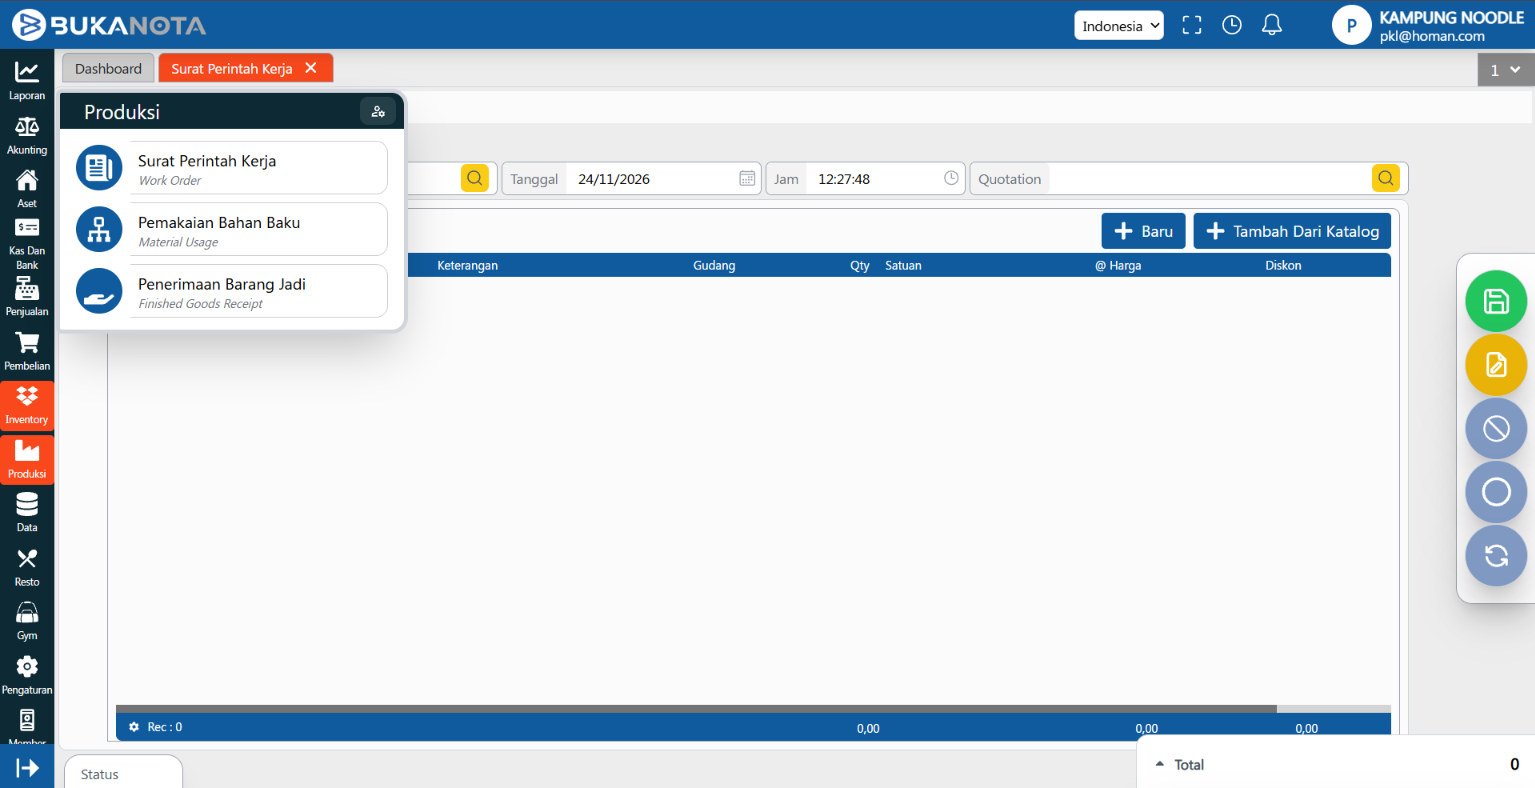 BUKANOTA
Indonesia
P
KAMPUNG NOODLE
pkl@homan.com
Dashboard
Surat Perintah Kerja
1
Laporan
Akunting
Aset
Kas Dan
Bank
Penjualan
Pembelian
Inventory
Produksi
Data
Resto
Gym
Pengaturan
Member
Produksi
Surat Perintah Kerja
Work Order
Pemakaian Bahan Baku
Material Usage
Penerimaan Barang Jadi
Finished Goods Receipt
Tanggal 24/11/2026 Jam 12:27:48 Quotation
Baru Tambah Dari Katalog
Keterangan Gudang Qty Satuan @ Harga Diskon
Rec : 0 0,00 0,00 0,00
Status
Total 0